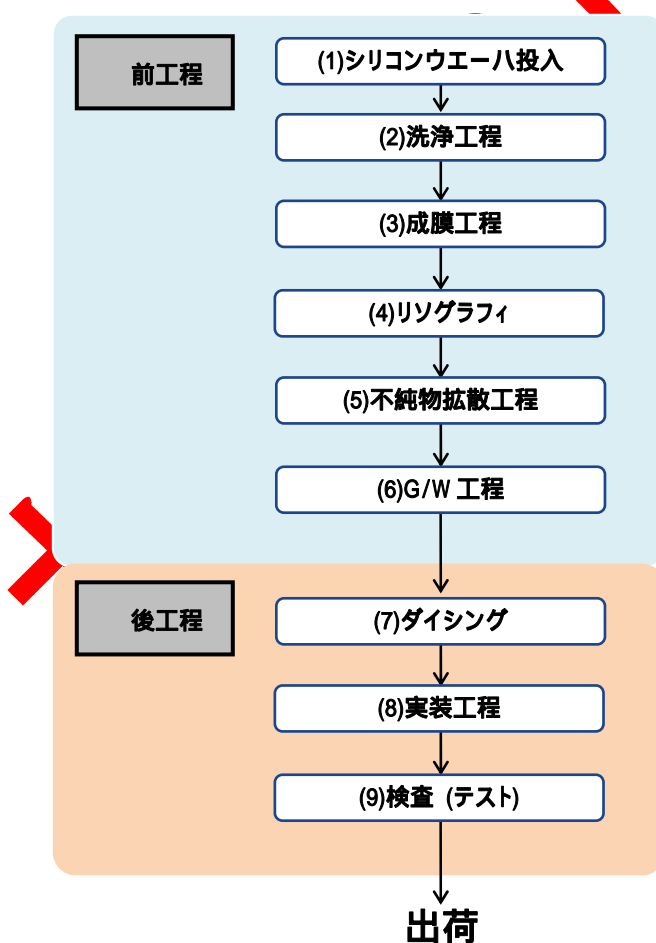 前工程
(1)シリコンウエーハ投入
(2)洗浄工程
(3)成膜工程
(4)リソグラフィ
(5)不純物拡散工程
(6)G/W 工程
後工程
(7)ダイシング
(8)実装工程
(9)検査 (テスト)
出荷